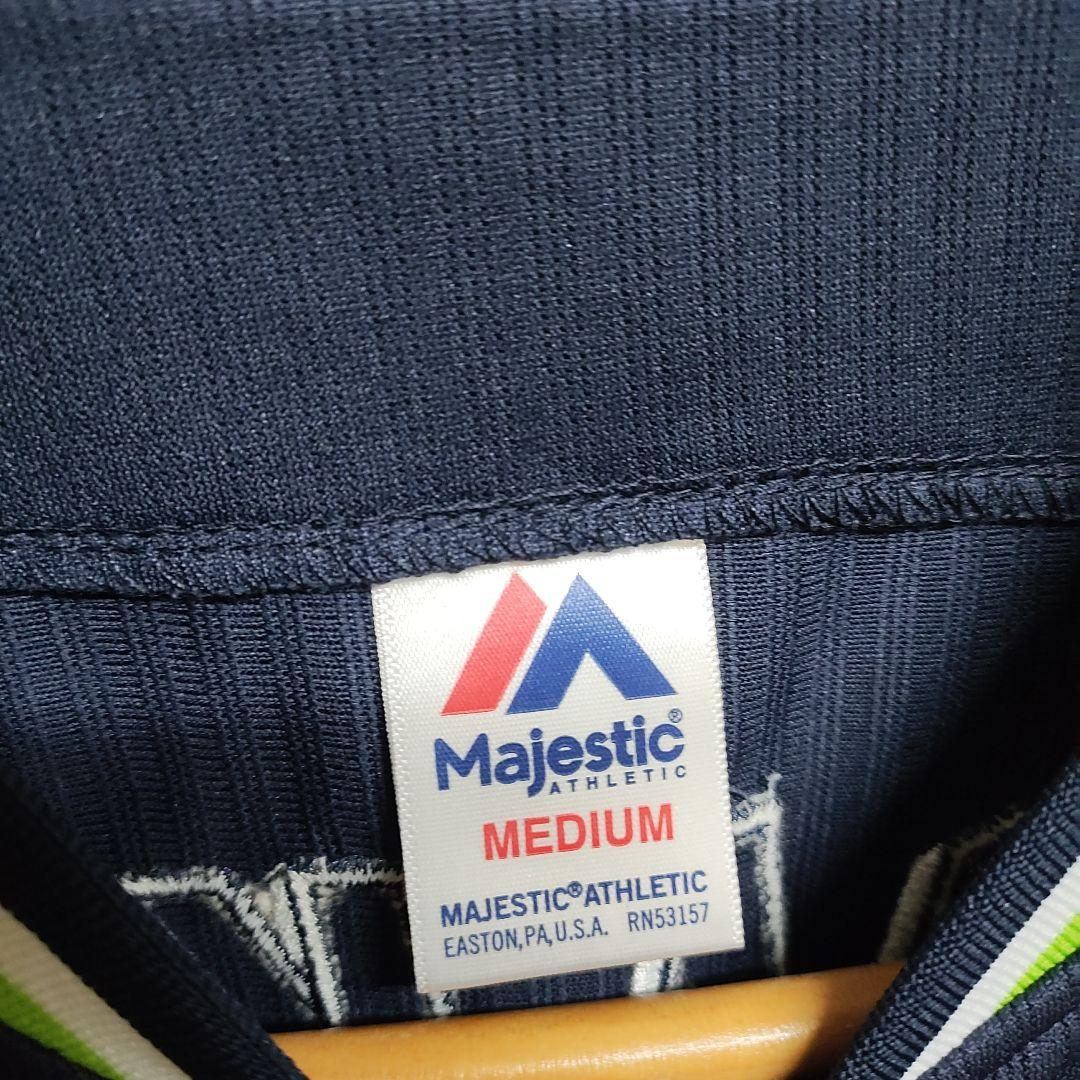 Majestic®
ATHLETIC
MEDIUM
MAJESTIC®ATHLETIC
EASTON, PA, U.S.A. RN53157